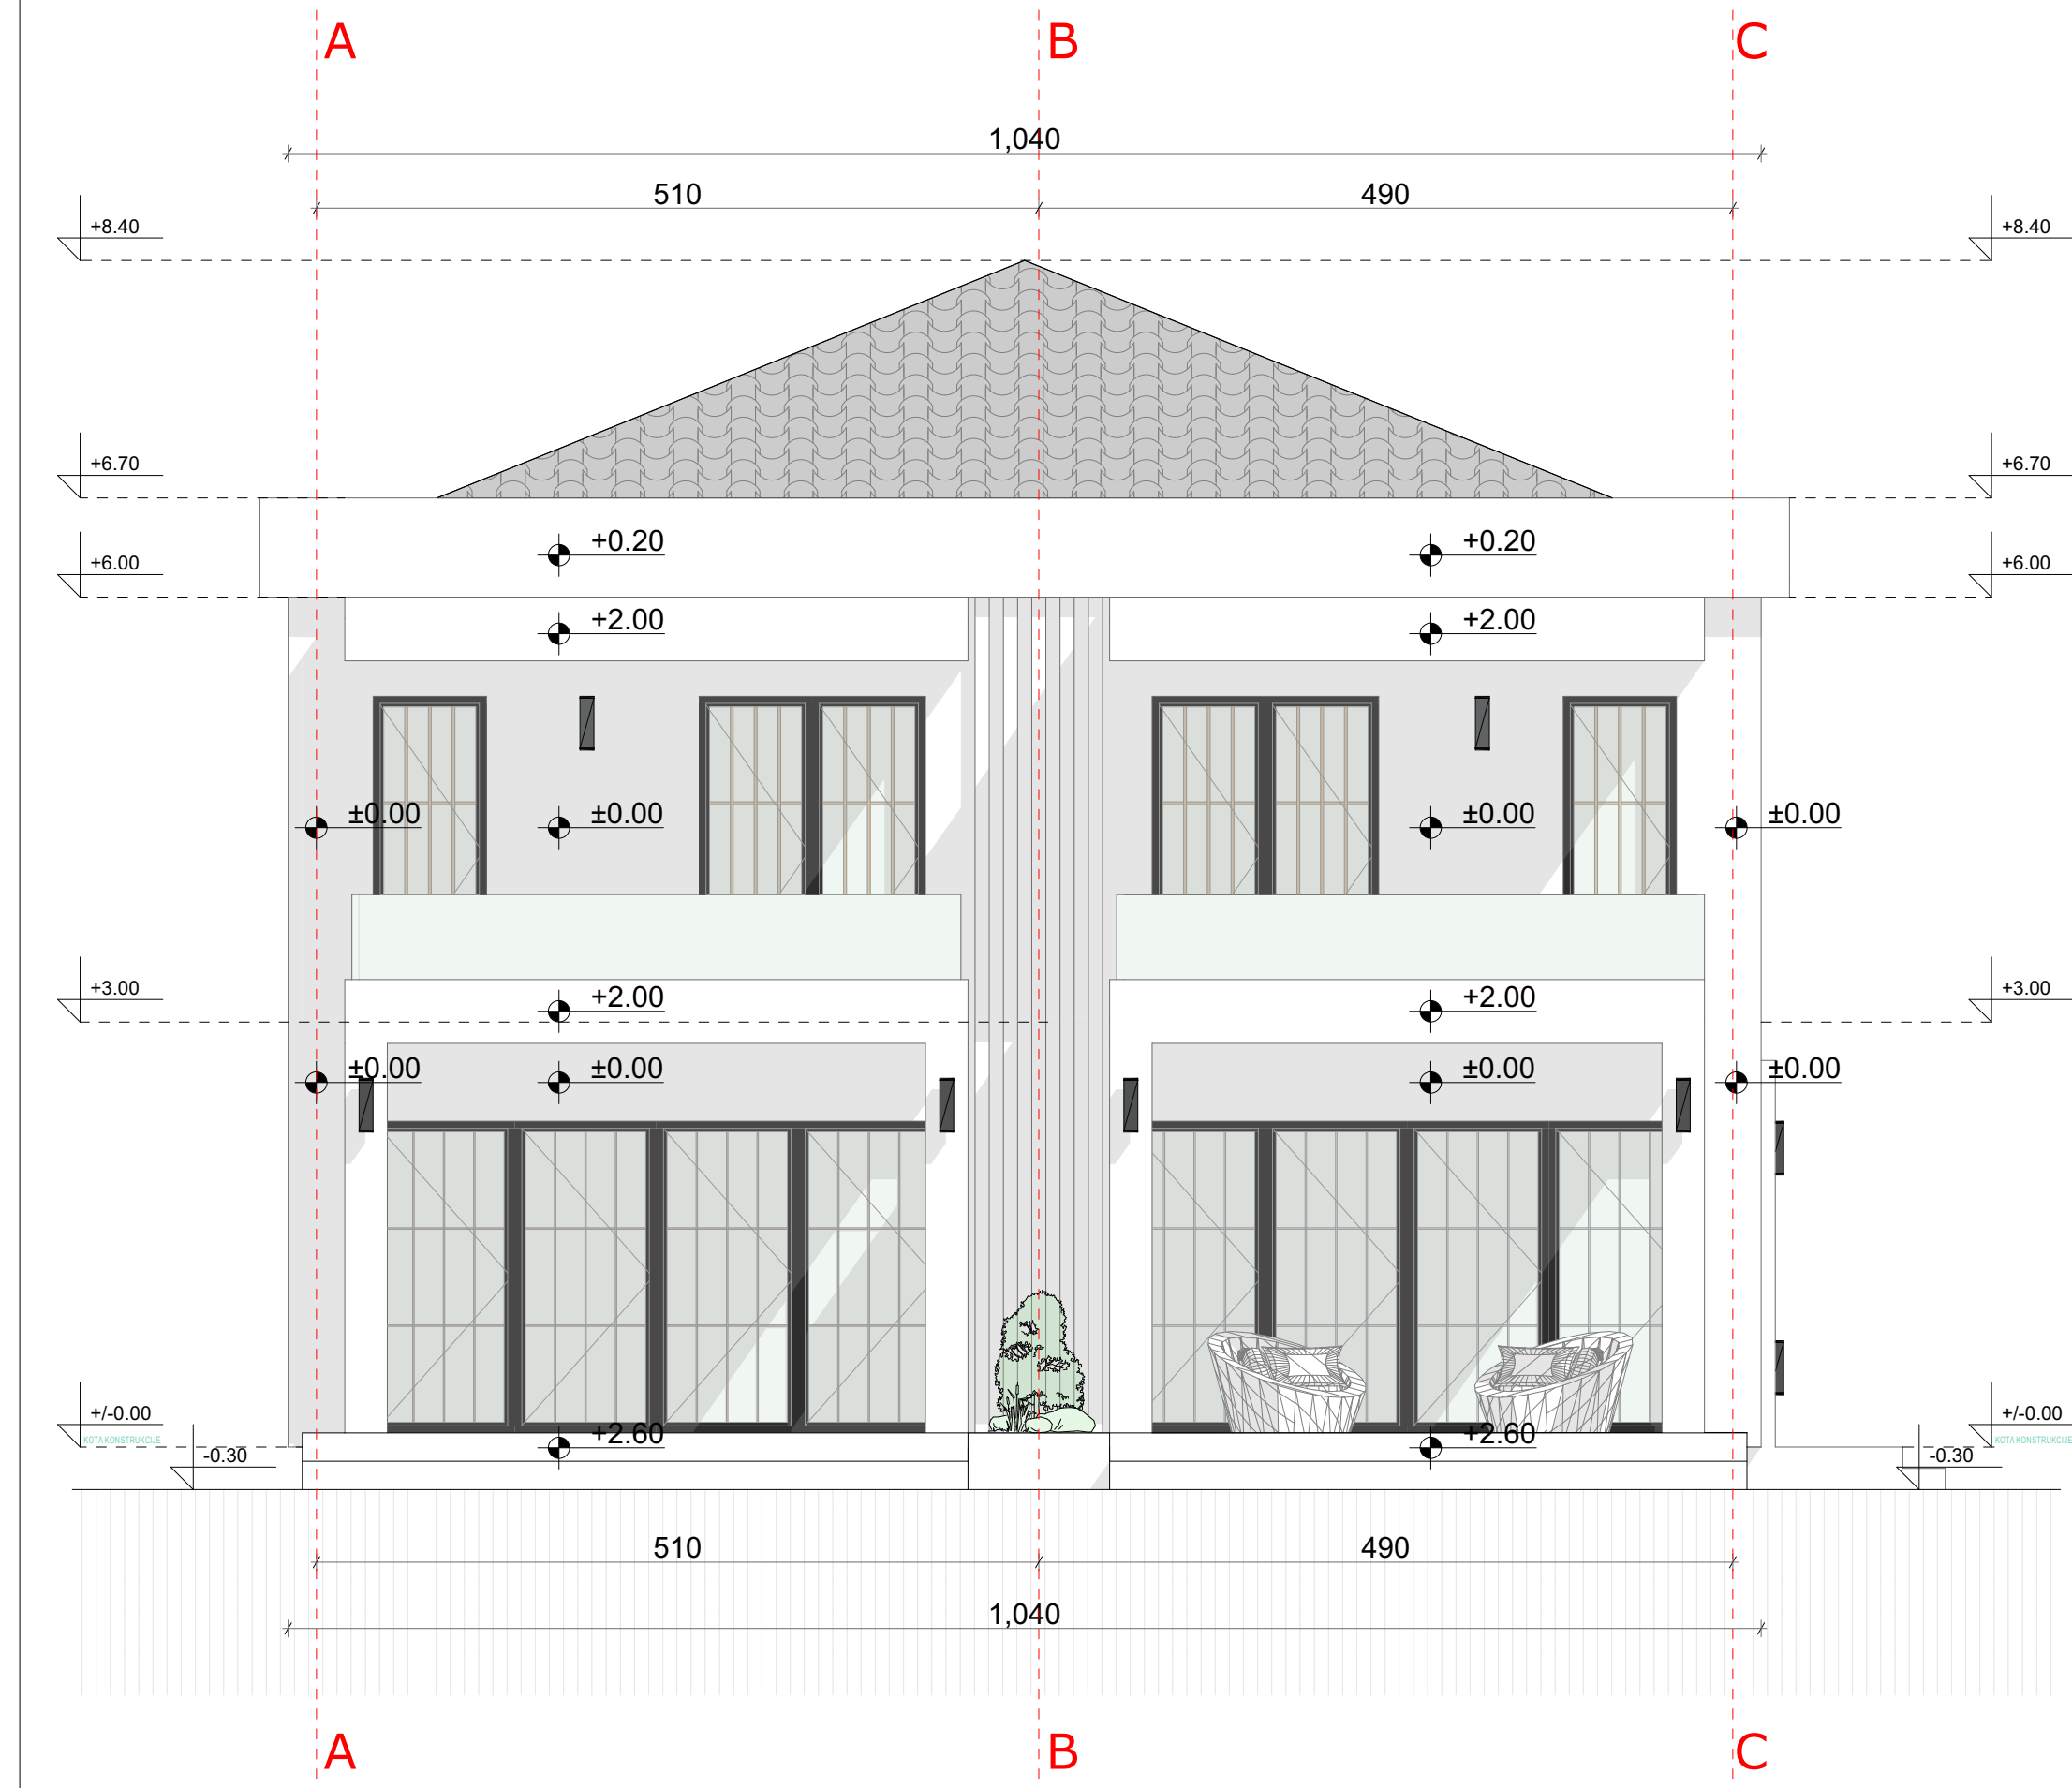 A B C
1,040
510 490
+8.40 +8.40
+6.70 +6.70
+0.20 +0.20
+6.00 +6.00
+2.00 +2.00
±0.00 ±0.00 ±0.00 ±0.00
+3.00 +2.00 +2.00 +3.00
±0.00 ±0.00 ±0.00 ±0.00
+/-0.00 +/-0.00
KOTA KONSTRUKCIJE +2.60 +2.60 KOTA KONSTRUKCIJE
-0.30 -0.30
510 490
1,040
A B C